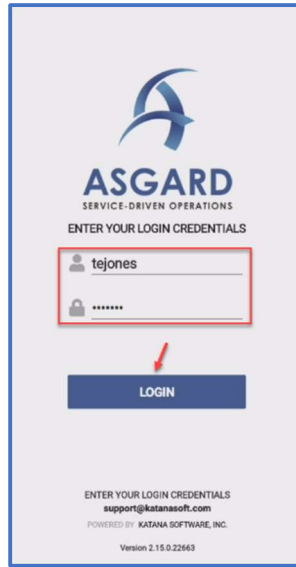 ASGARD
SERVICE-DRIVEN OPERATIONS
ENTER YOUR LOGIN CREDENTIALS
tejones
•••••••
LOGIN
ENTER YOUR LOGIN CREDENTIALS
support@katanasoft.com
POWERED BY KATANA SOFTWARE, INC.
Version 2.15.0.22663